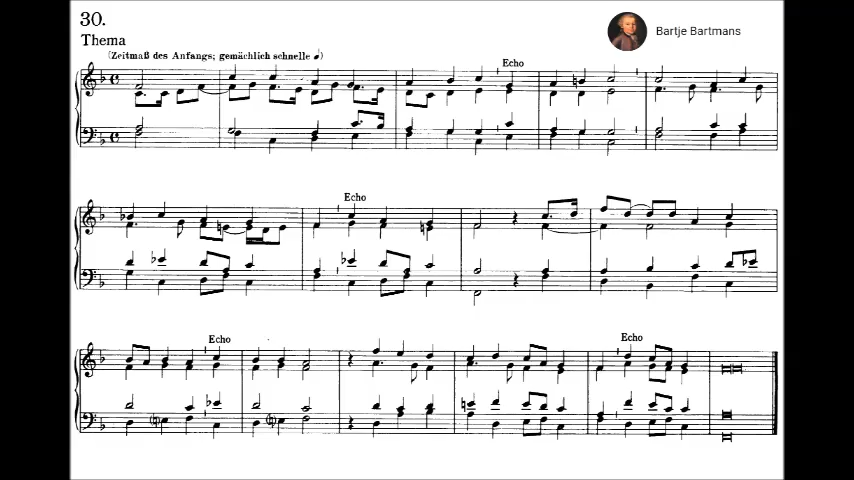 30.
Bartje Bartmans
Thema
(Zeitmaß des Anfangs; gemächlich schnelle ♩)
Echo
Echo
Echo
Echo